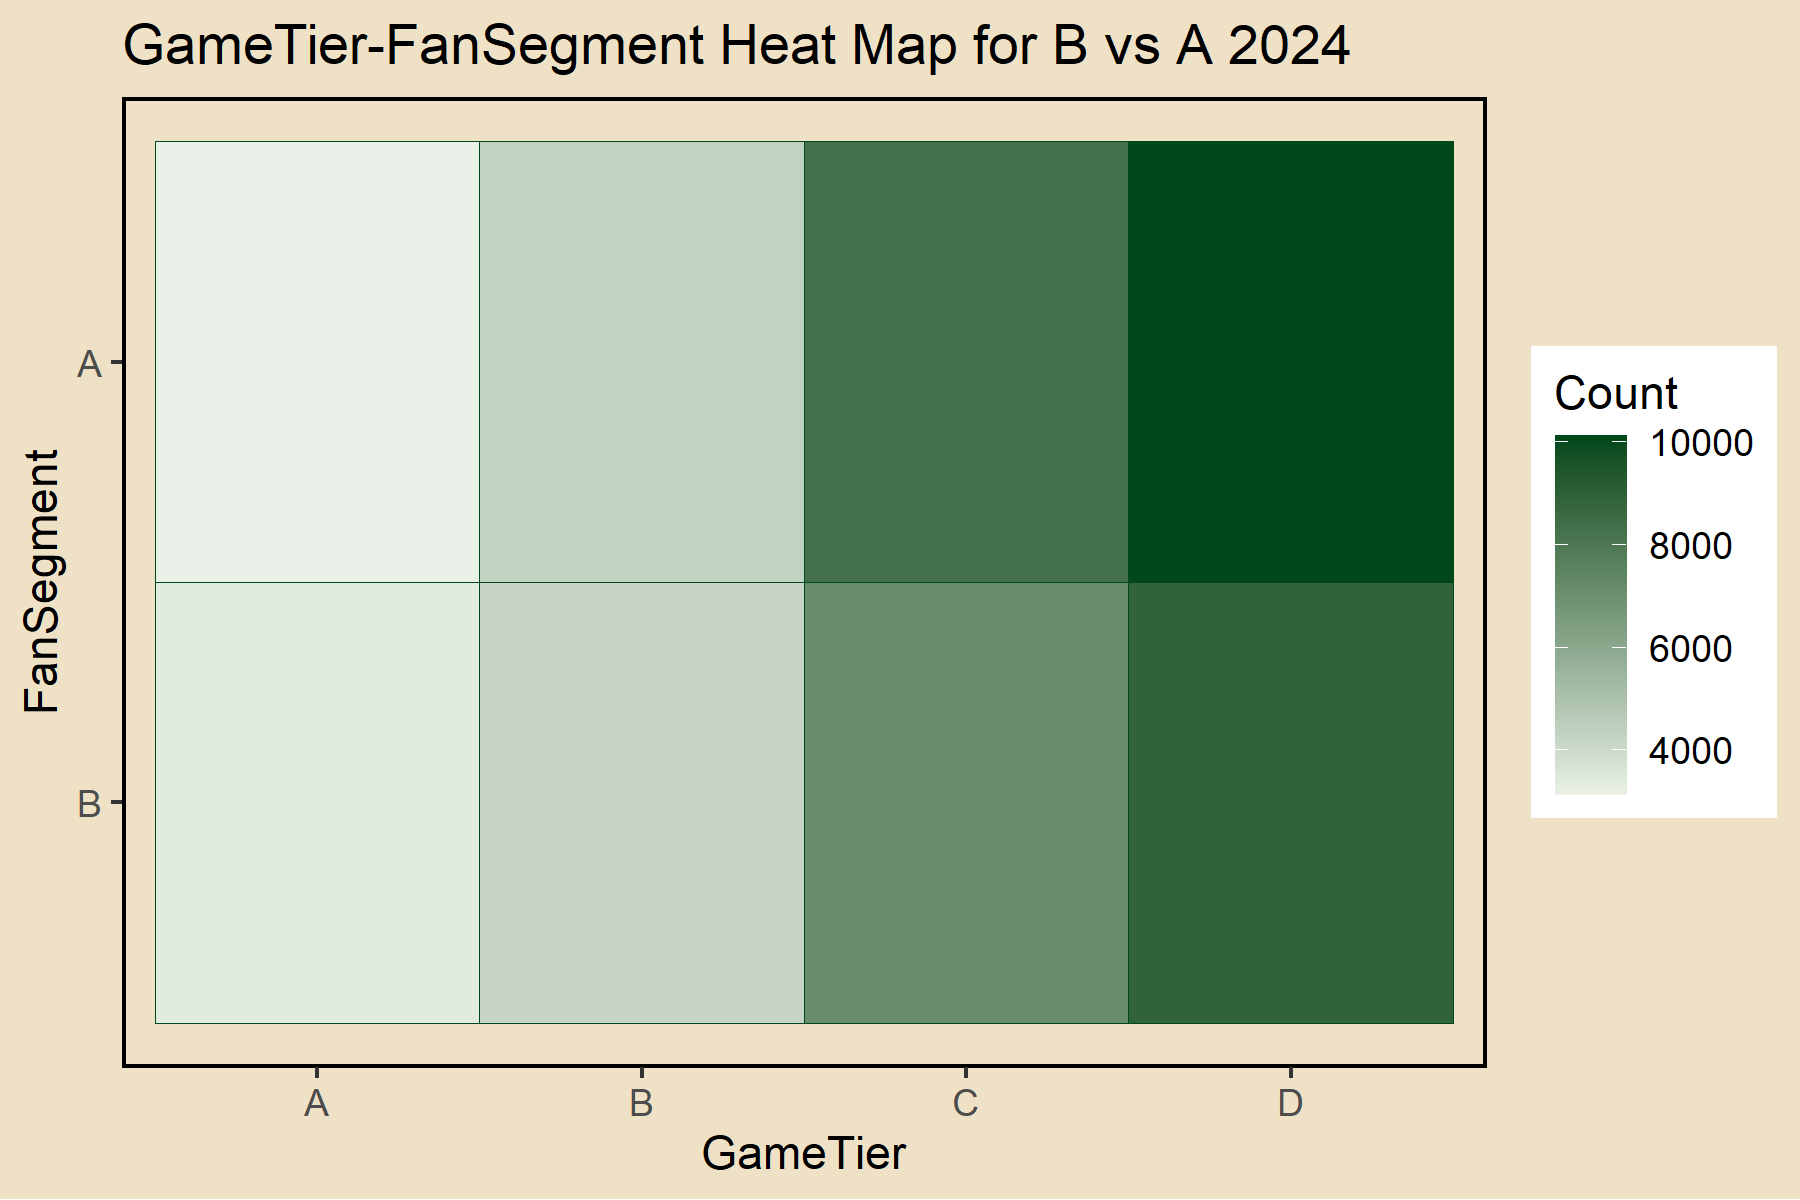 GameTier-FanSegment Heat Map for B vs A 2024
FanSegment
A
B
A B C D
GameTier
Count
10000
8000
6000
4000